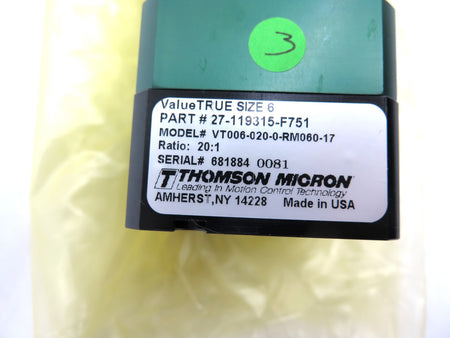 3
ValueTRUE SIZE 6
PART # 27-119315-F751
MODEL# VT006-020-0-RM060-17
Ratio: 20:1
SERIAL# 681884 0081
THOMSON MICRON
Leading in Motion Control Technology
AMHERST,NY 14228 Made in USA